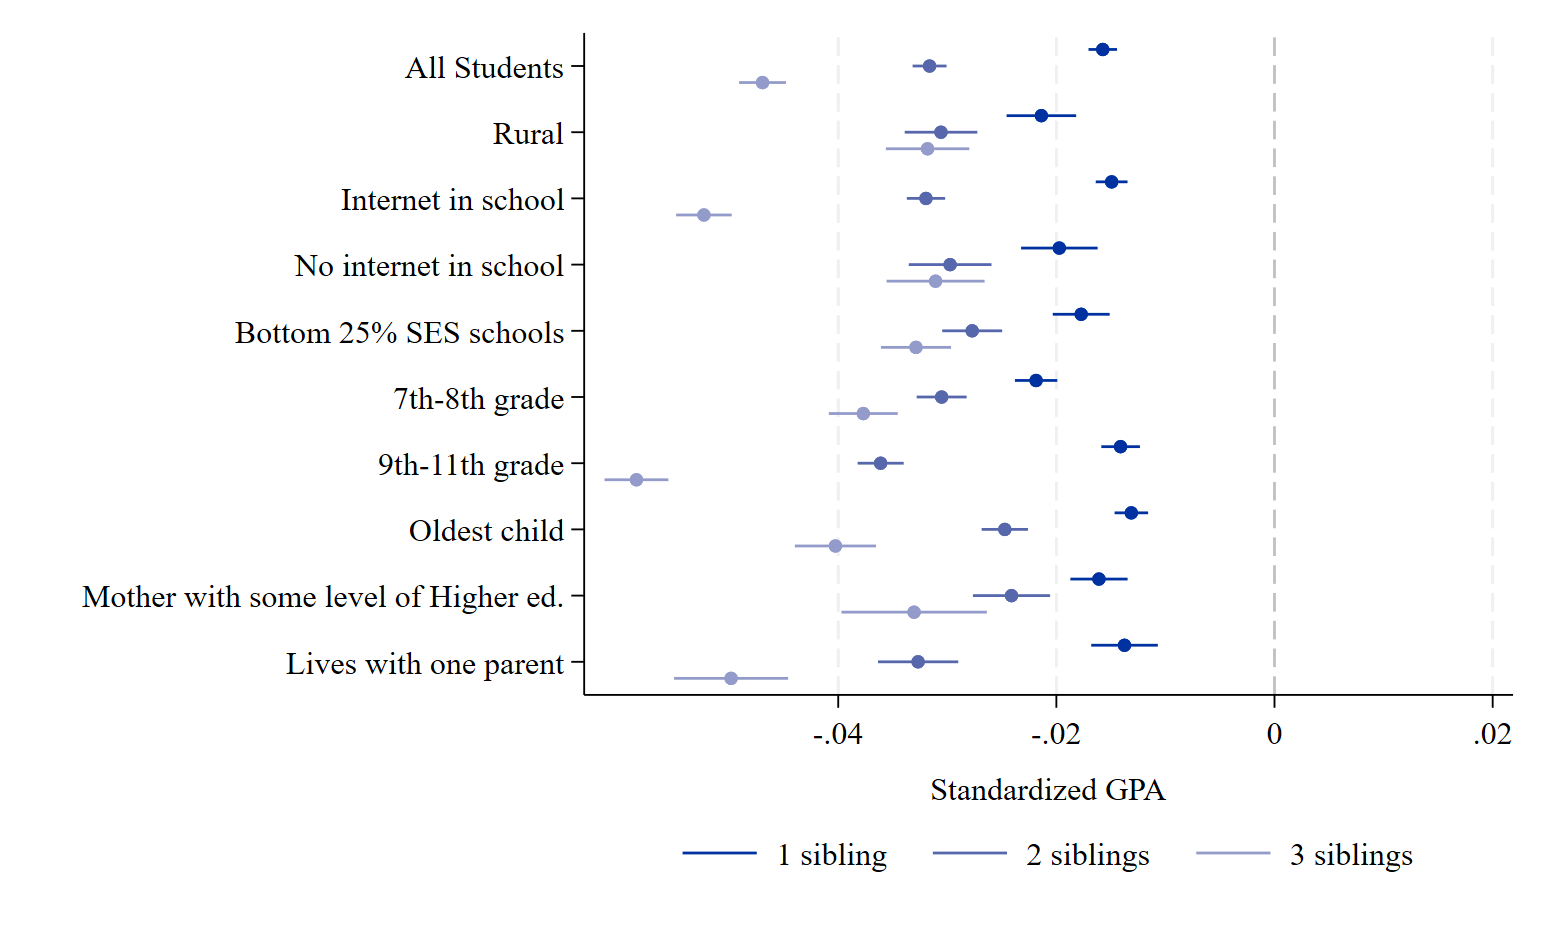 All Students
Rural
Internet in school
No internet in school
Bottom 25% SES schools
7th-8th grade
9th-11th grade
Oldest child
Mother with some level of Higher ed.
Lives with one parent
-.04 -.02 0 .02
Standardized GPA
1 sibling 2 siblings 3 siblings